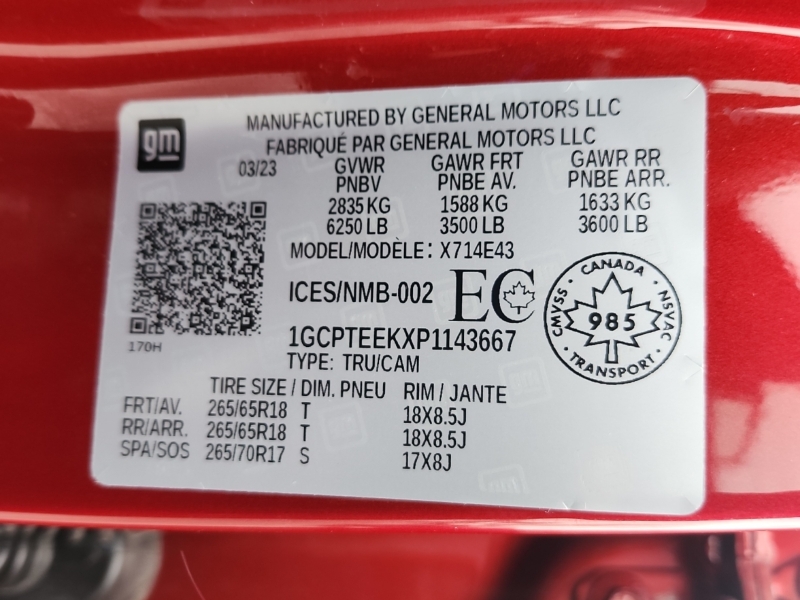 gm
MANUFACTURED BY GENERAL MOTORS LLC
FABRIQUÉ PAR GENERAL MOTORS LLC
03/23 GVWR GAWR FRT GAWR RR
PNBV PNBE AV. PNBE ARR.
2835 KG 1588 KG 1633 KG
6250 LB 3500 LB 3600 LB
MODEL/MODÈLE: X714E43
ICES/NMB-002 EC
CANADA
CMVSS 985 NSVAC
TRANSPORT
170H
1GCPTEEKXP1143667
TYPE: TRU/CAM
TIRE SIZE / DIM. PNEU RIM / JANTE
FRT/AV. 265/65R18 T 18X8.5J
RR/ARR. 265/65R18 T 18X8.5J
SPA/SOS 265/70R17 S 17X8J